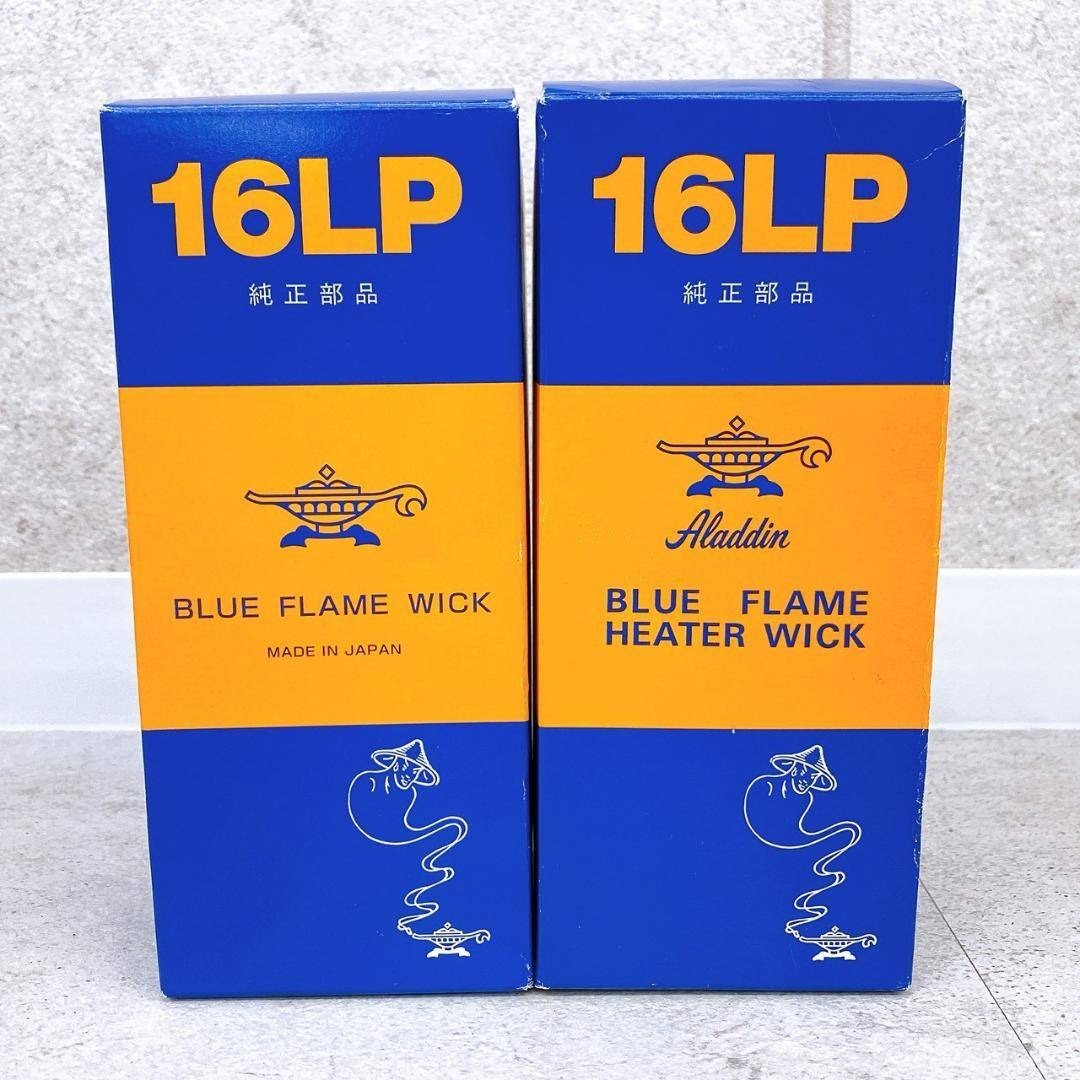 16LP
純正部品
BLUE FLAME WICK
MADE IN JAPAN
16LP
純正部品
Aladdin
BLUE FLAME
HEATER WICK